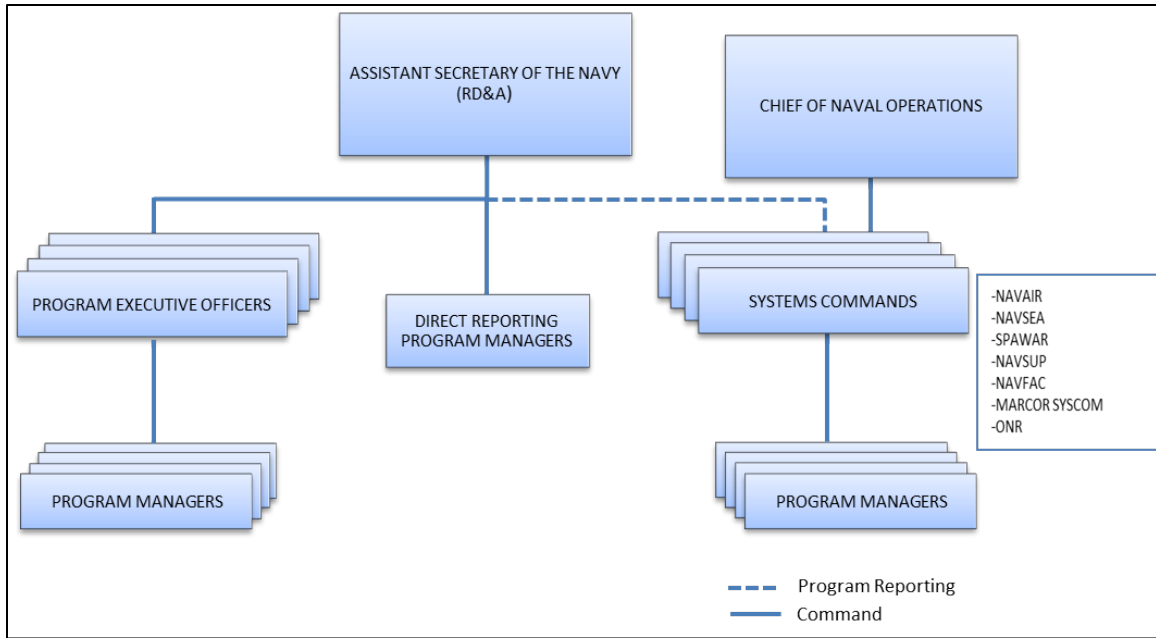 ASSISTANT SECRETARY OF THE NAVY
(RD&A)
CHIEF OF NAVAL OPERATIONS
PROGRAM EXECUTIVE OFFICERS
DIRECT REPORTING
PROGRAM MANAGERS
SYSTEMS COMMANDS
-NAVAIR
-NAVSEA
-SPAWAR
-NAVSUP
-NAVFAC
-MARCOR SYSCOM
-ONR
PROGRAM MANAGERS
PROGRAM MANAGERS
Program Reporting
Command